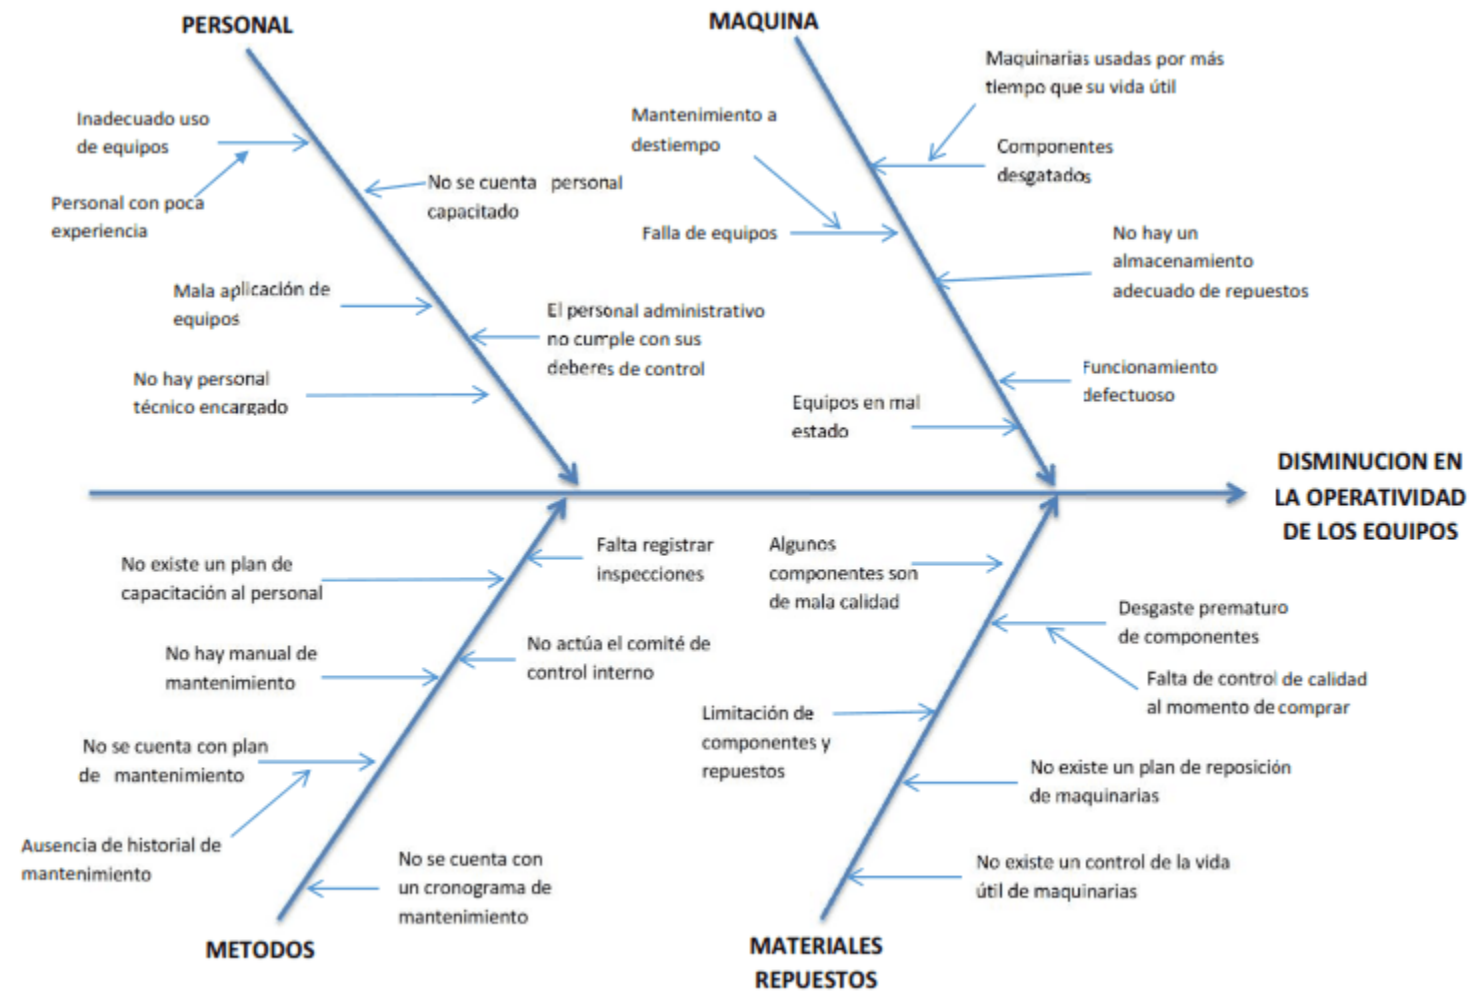 PERSONAL
Inadecuado uso
de equipos
Personal con poca
experiencia
No se cuenta personal
capacitado
Mala aplicación de
equipos
El personal administrativo
no cumple con sus
deberes de control
No hay personal
técnico encargado
MAQUINA
Maquinarias usadas por más
tiempo que su vida útil
Mantenimiento a
destiempo
Componentes
desgatados
Falla de equipos
No hay un
almacenamiento
adecuado de repuestos
Funcionamiento
defectuoso
Equipos en mal
estado
DISMINUCION EN
LA OPERATIVIDAD
DE LOS EQUIPOS
Falta registrar
inspecciones
No existe un plan de
capacitación al personal
No actúa el comité de
control interno
No hay manual de
mantenimiento
No se cuenta con plan
de mantenimiento
Ausencia de historial de
mantenimiento
No se cuenta con
un cronograma de
mantenimiento
METODOS
Algunos
componentes son
de mala calidad
Desgaste prematuro
de componentes
Falta de control de calidad
al momento de comprar
Limitación de
componentes y
repuestos
No existe un plan de reposición
de maquinarias
No existe un control de la vida
útil de maquinarias
MATERIALES
REPUESTOS